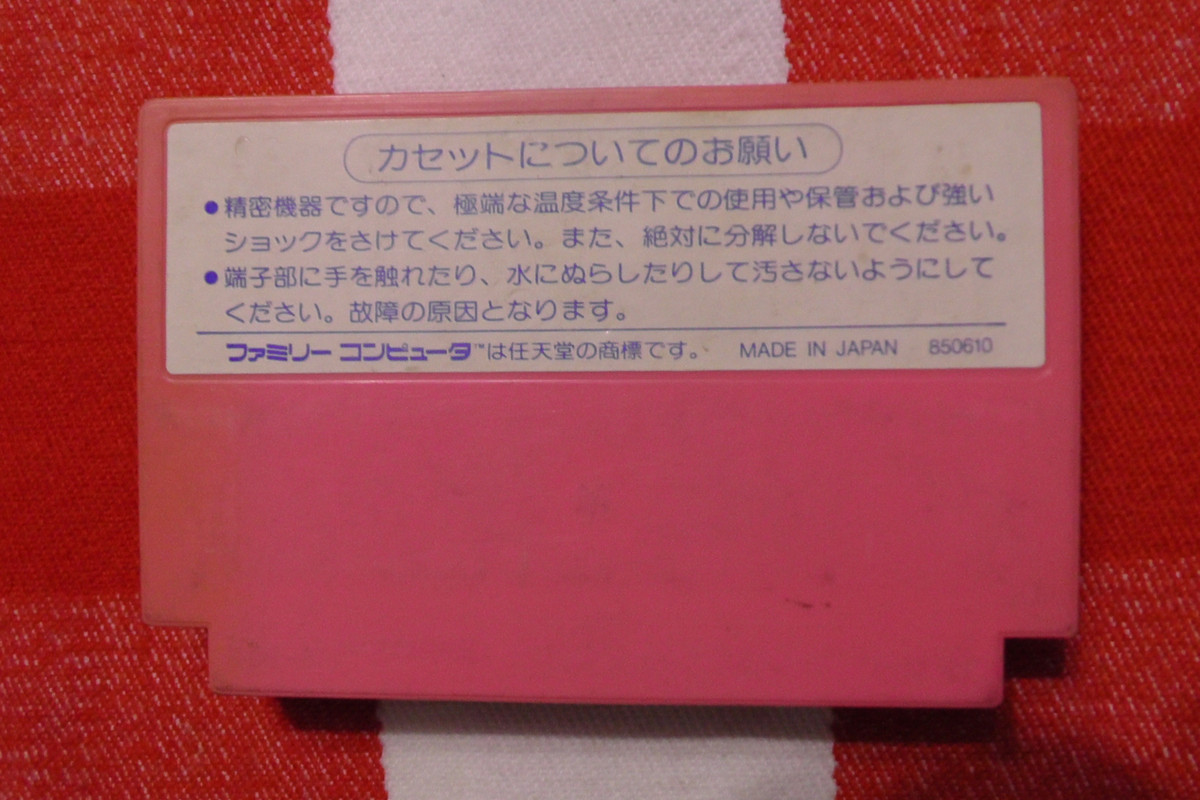 カセットについてのお願い
●精密機器ですので、極端な温度条件下での使用や保管および強い
ショックをさけてください。また、絶対に分解しないでください。
●端子部に手を触れたり、水にぬらしたりして汚さないようにして
ください。故障の原因となります。
ファミリー コンピュータ™は任天堂の商標です。 MADE IN JAPAN 850610